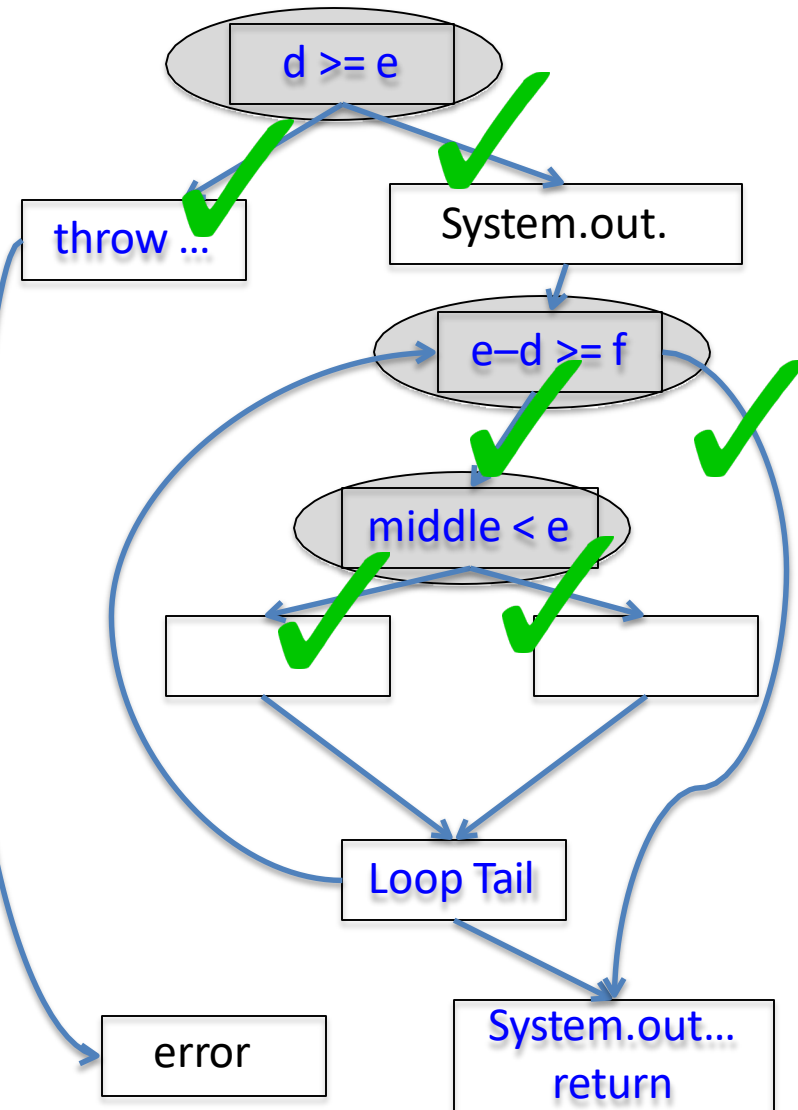 d >= e
throw ...
System.out.
e–d >= f
middle < e
Loop Tail
error
System.out...
return